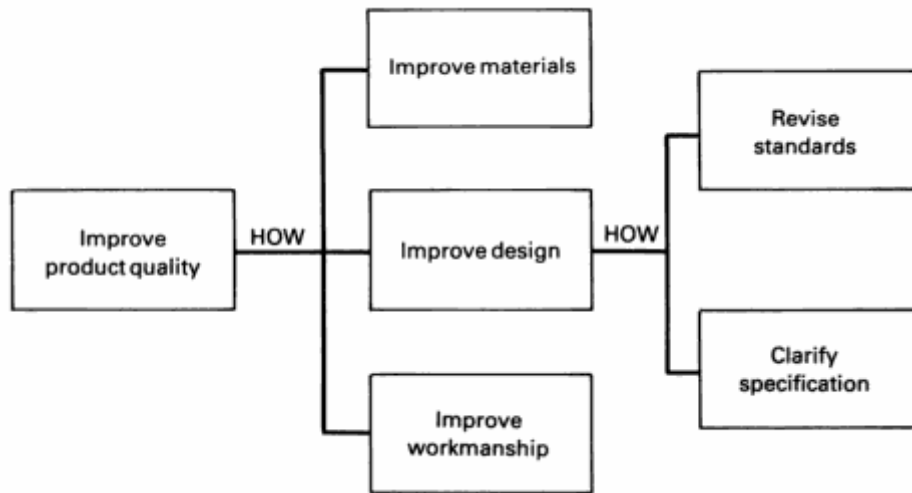 Improve materials
Revise
standards
Improve
product quality
HOW
Improve design
HOW
Clarify
specification
Improve
workmanship